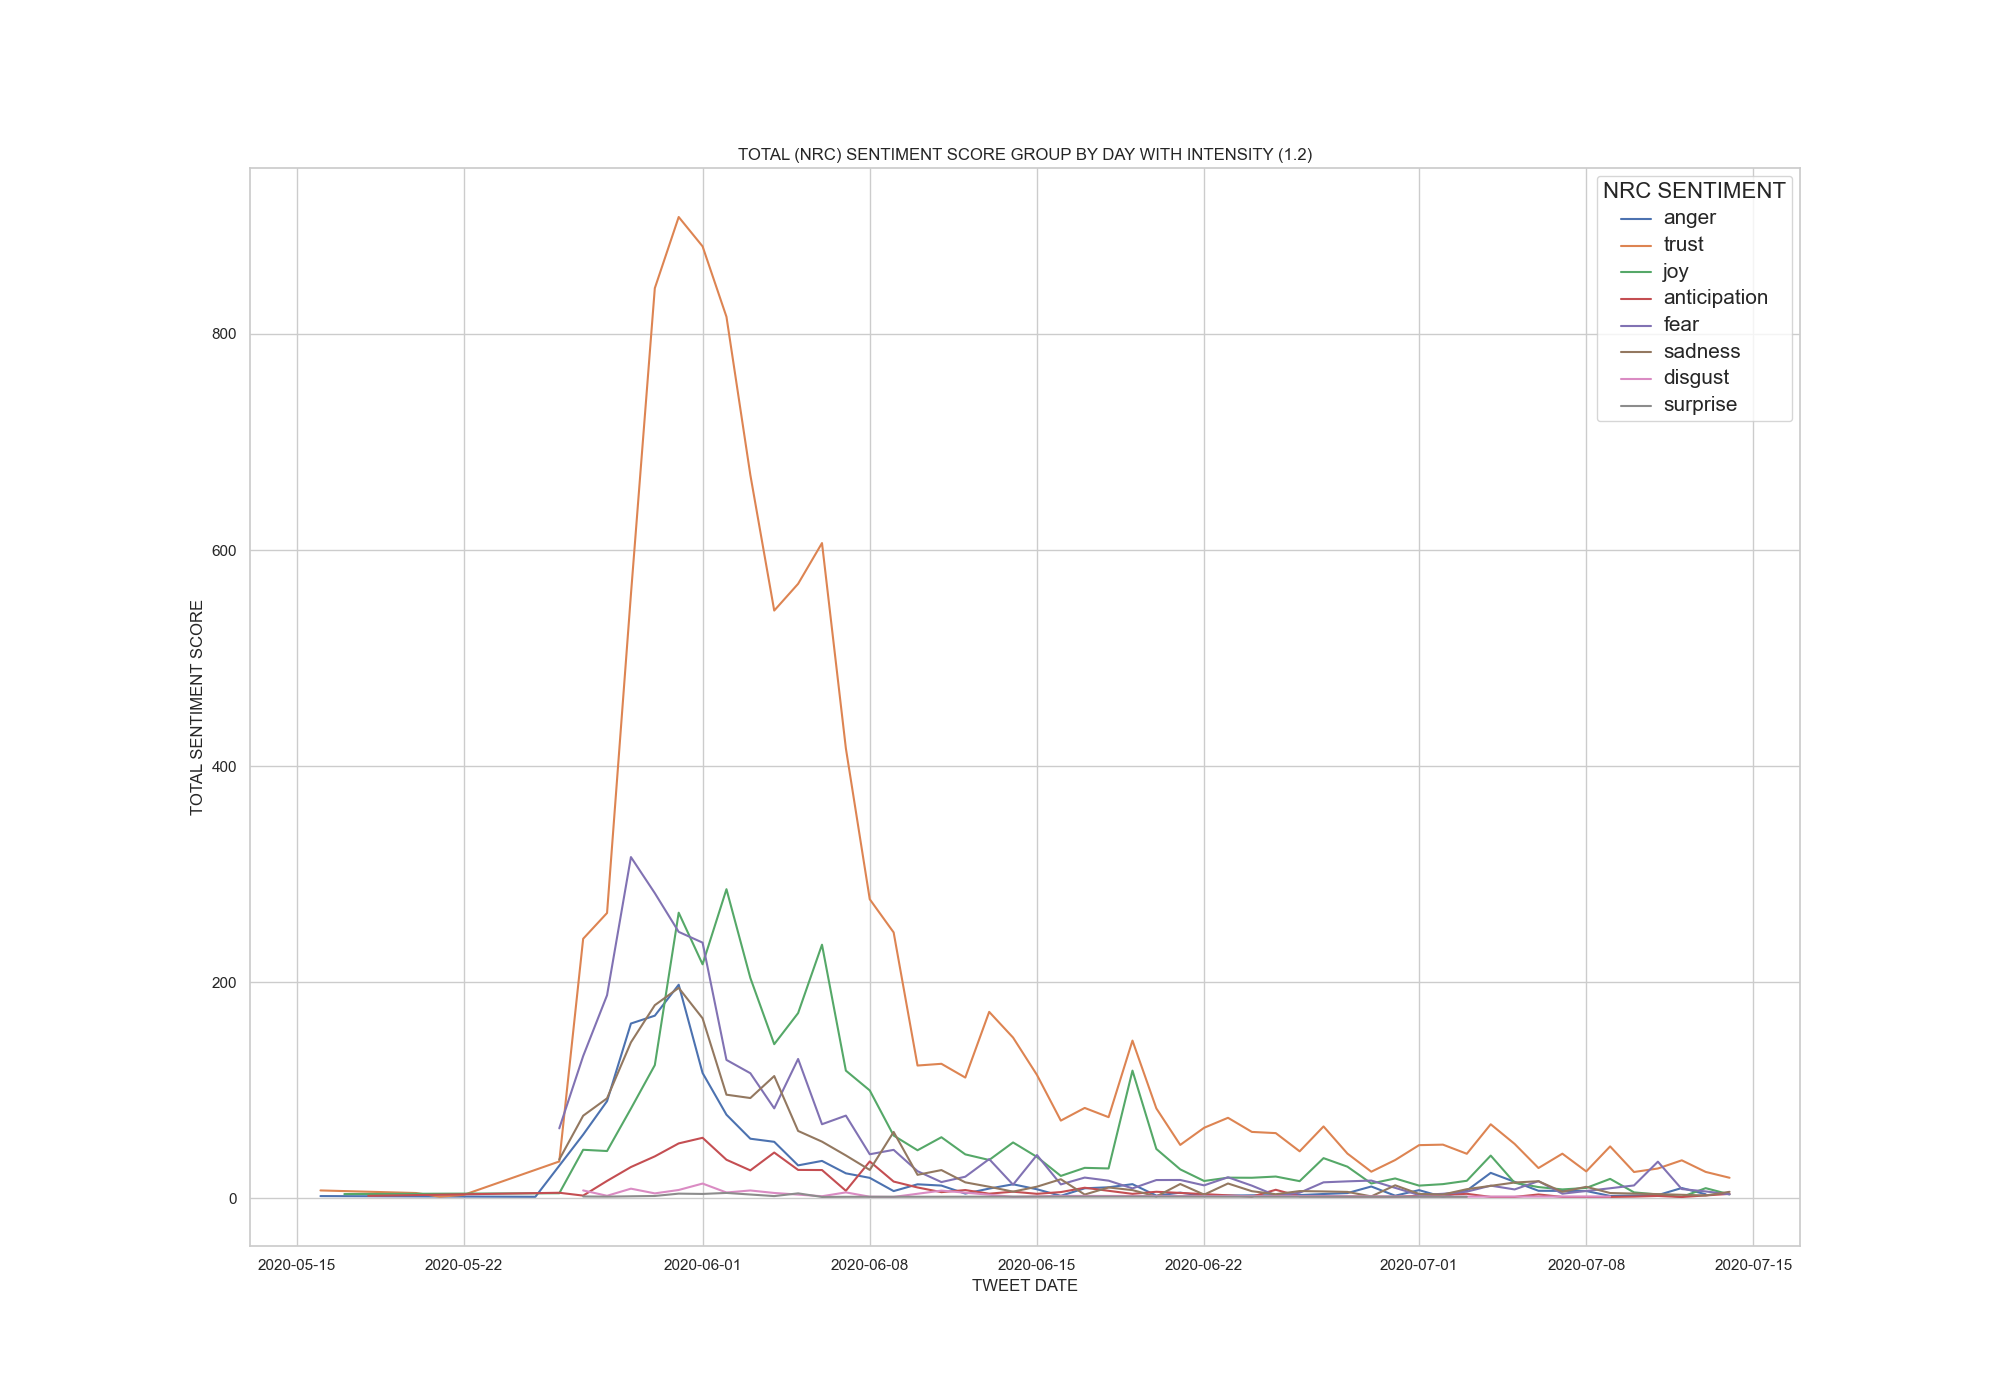 TOTAL (NRC) SENTIMENT SCORE GROUP BY DAY WITH INTENSITY (1.2)
NRC SENTIMENT
anger
trust
joy
anticipation
fear
sadness
disgust
surprise
TOTAL SENTIMENT SCORE
800
600
400
200
0
2020-05-15 2020-05-22 2020-06-01 2020-06-08 2020-06-15 2020-06-22 2020-07-01 2020-07-08 2020-07-15
TWEET DATE